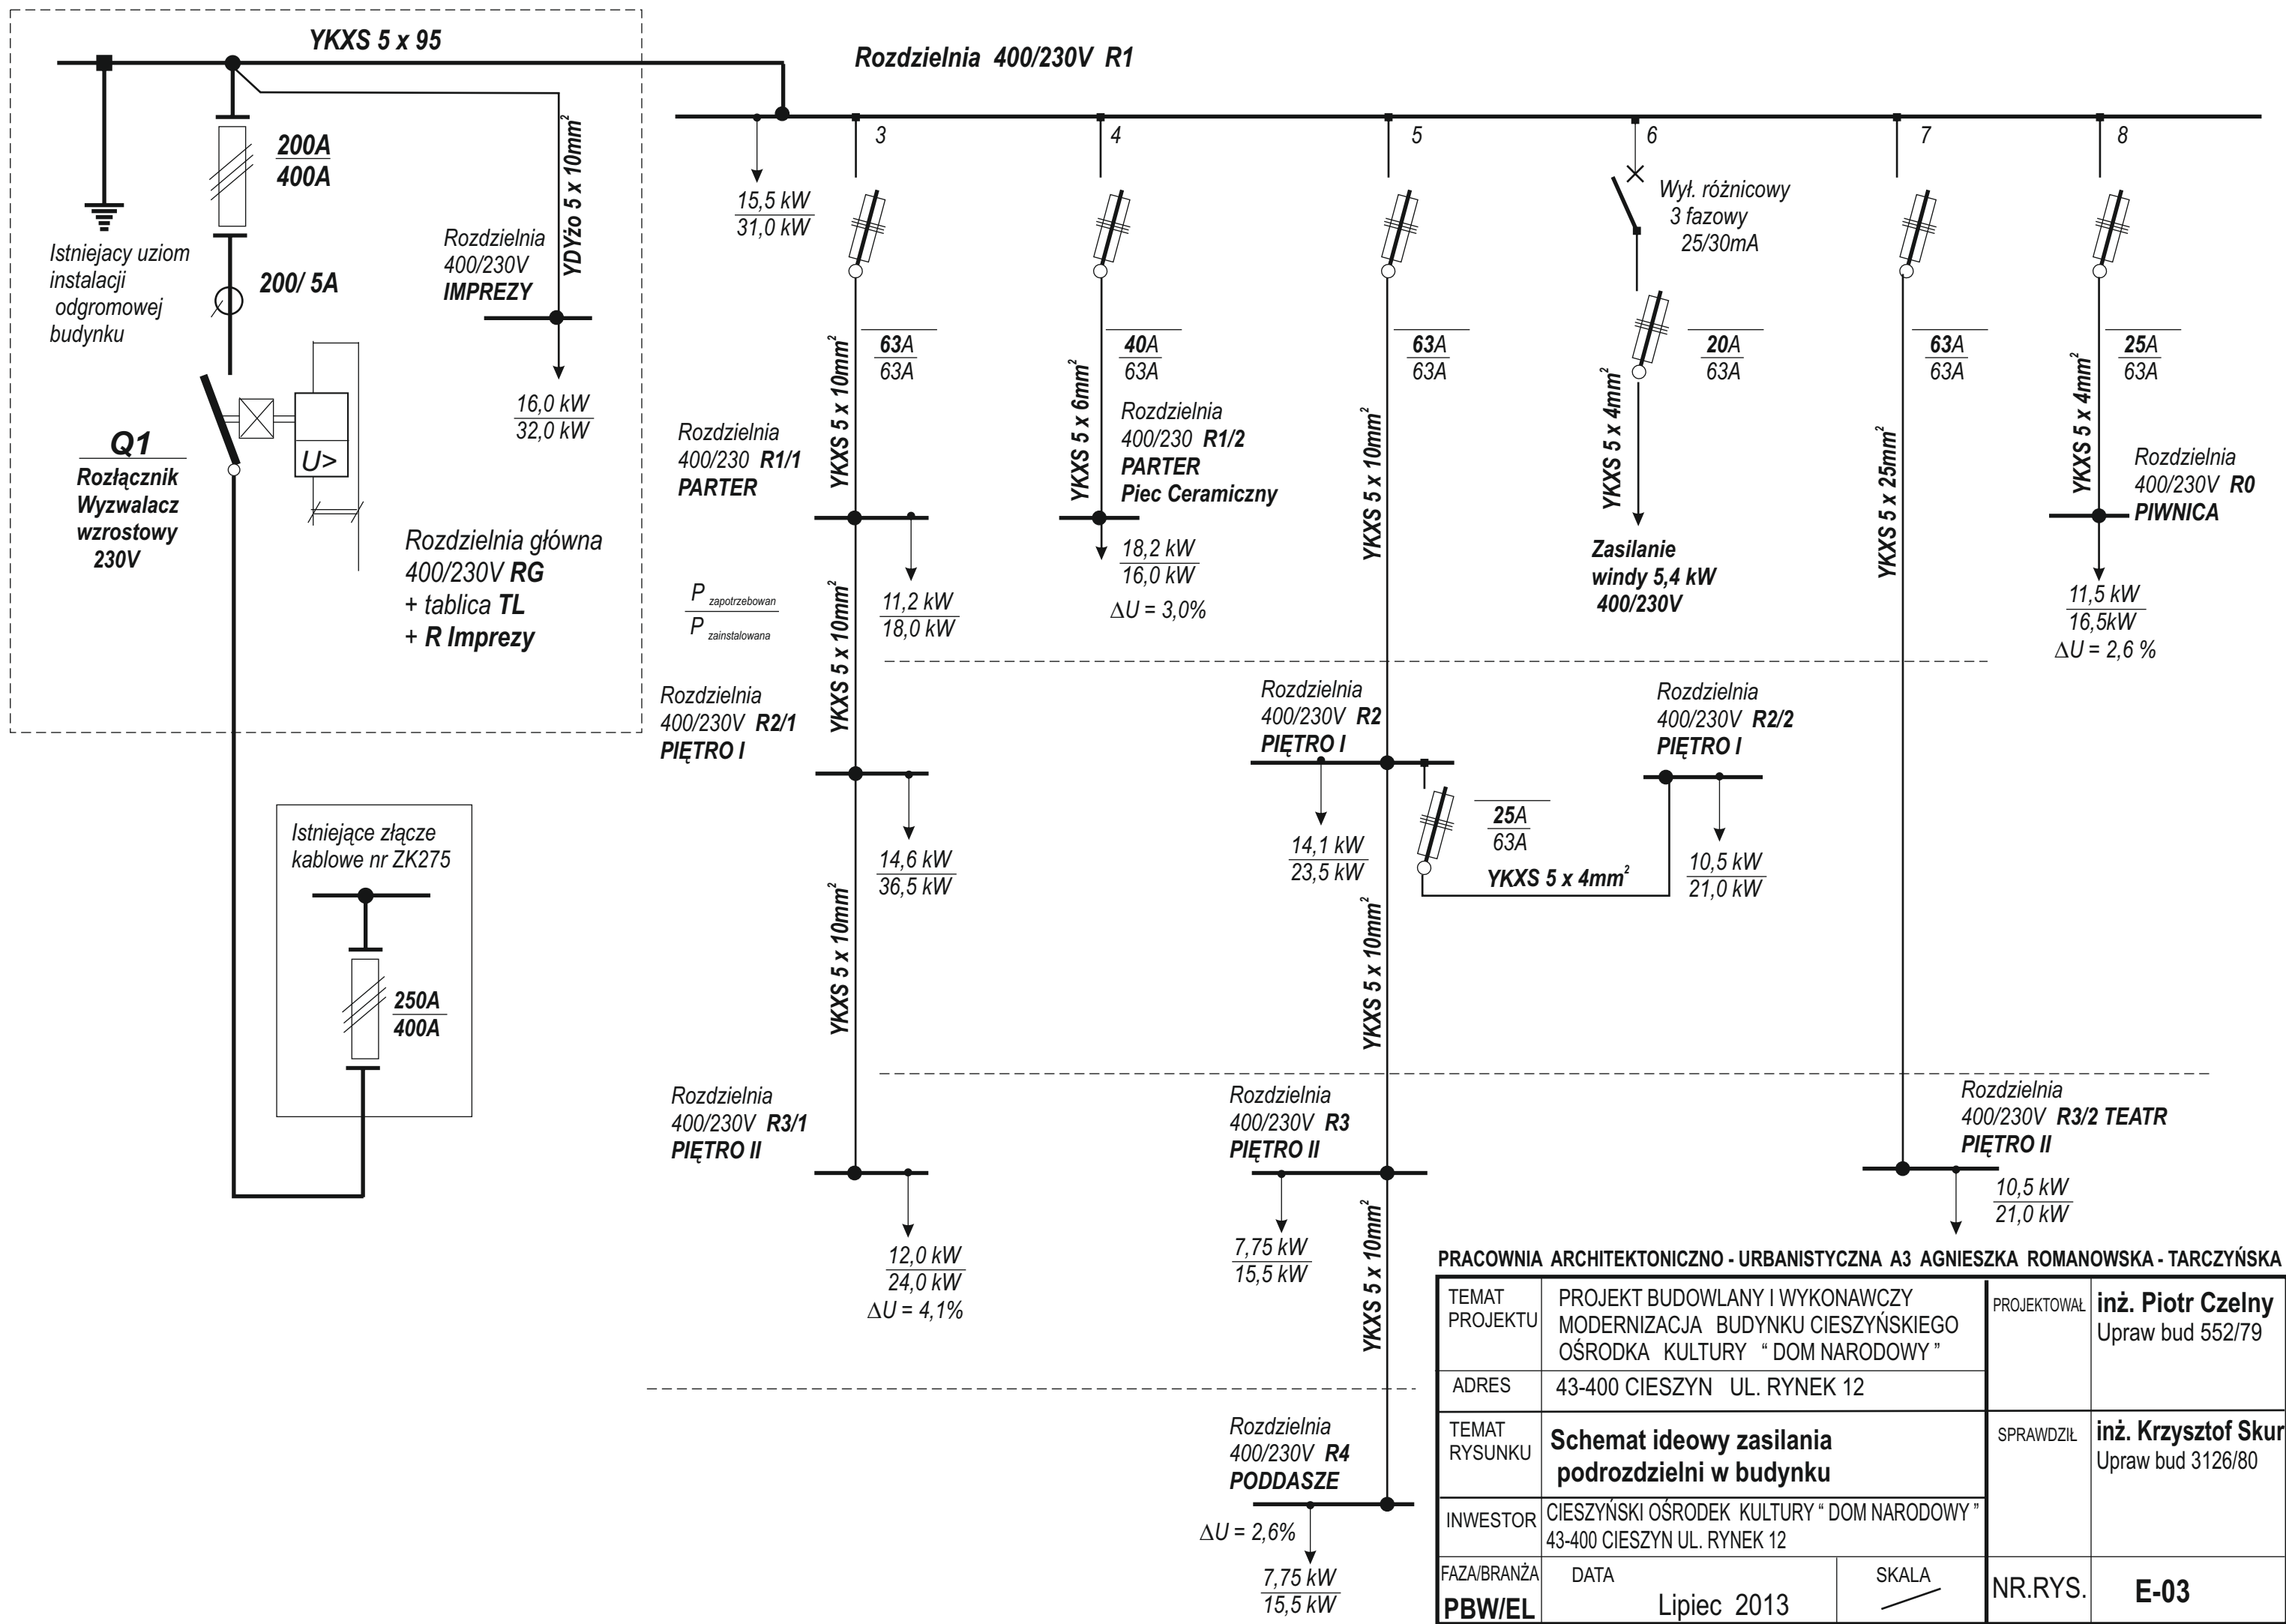 YKXS 5 x 95
Rozdzielnia 400/230V R1
200A
400A
YDYżo 5 x 10mm²
Istniejacy uziom
instalacji
odgromowej
budynku
200/ 5A
Rozdzielnia
400/230V
IMPREZY
16,0 kW
32,0 kW
Q1
Rozłącznik
Wyzwalacz
wzrostowy
230V
U>
Rozdzielnia główna
400/230V RG
+ tablica TL
+ R Imprezy
Istniejące złącze
kablowe nr ZK275
250A
400A
15,5 kW
31,0 kW
3
4
5
6
7
8
Wył. różnicowy
3 fazowy
25/30mA
63A
63A
40A
63A
63A
63A
20A
63A
63A
63A
25A
63A
YKXS 5 x 10mm²
YKXS 5 x 6mm²
YKXS 5 x 10mm²
YKXS 5 x 4mm²
YKXS 5 x 25mm²
YKXS 5 x 4mm²
Rozdzielnia
400/230 R1/1
PARTER
Rozdzielnia
400/230 R1/2
PARTER
Piec Ceramiczny
Rozdzielnia
400/230V R0
PIWNICA
P zapotrzebowan
P zainstalowana
11,2 kW
18,0 kW
18,2 kW
16,0 kW
ΔU = 3,0%
Zasilanie
windy 5,4 kW
400/230V
11,5 kW
16,5kW
ΔU = 2,6 %
YKXS 5 x 10mm²
Rozdzielnia
400/230V R2/1
PIĘTRO I
Rozdzielnia
400/230V R2
PIĘTRO I
Rozdzielnia
400/230V R2/2
PIĘTRO I
14,6 kW
36,5 kW
14,1 kW
23,5 kW
25A
63A
YKXS 5 x 4mm²
10,5 kW
21,0 kW
YKXS 5 x 10mm²
YKXS 5 x 10mm²
Rozdzielnia
400/230V R3/1
PIĘTRO II
Rozdzielnia
400/230V R3
PIĘTRO II
Rozdzielnia
400/230V R3/2 TEATR
PIĘTRO II
12,0 kW
24,0 kW
ΔU = 4,1%
7,75 kW
15,5 kW
10,5 kW
21,0 kW
YKXS 5 x 10mm²
Rozdzielnia
400/230V R4
PODDASZE
ΔU = 2,6%
7,75 kW
15,5 kW
PRACOWNIA ARCHITEKTONICZNO - URBANISTYCZNA A3 AGNIESZKA ROMANOWSKA - TARCZYŃSKA
TEMAT
PROJEKTU
PROJEKT BUDOWLANY I WYKONAWCZY
MODERNIZACJA BUDYNKU CIESZYŃSKIEGO
OŚRODKA KULTURY “ DOM NARODOWY ”
PROJEKTOWAŁ
inż. Piotr Czelny
Upraw bud 552/79
ADRES
43-400 CIESZYN UL. RYNEK 12
TEMAT
RYSUNKU
Schemat ideowy zasilania
podrozdzielni w budynku
SPRAWDZIŁ
inż. Krzysztof Skur
Upraw bud 3126/80
INWESTOR
CIESZYŃSKI OŚRODEK KULTURY “ DOM NARODOWY ”
43-400 CIESZYN UL. RYNEK 12
FAZA/BRANŻA
PBW/EL
DATA
Lipiec 2013
SKALA
NR.RYS.
E-03